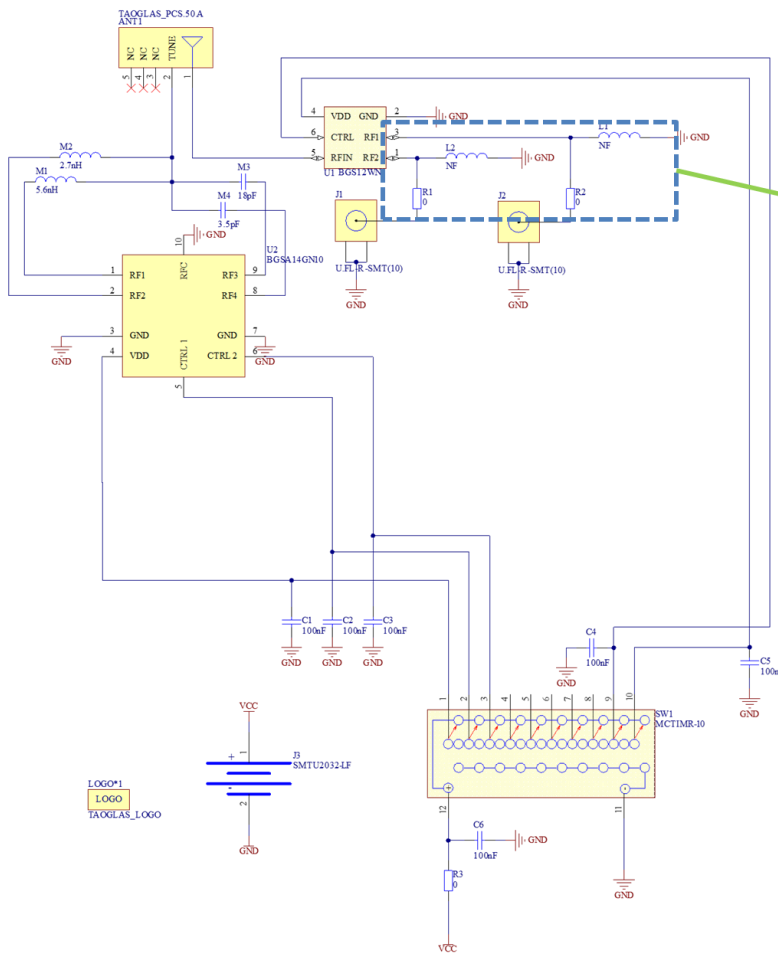 TAOGLAS_PCS.50.A
ANT1
NC
NC
NC
TUNE
5
4
3
2
1
4
VDD
GND
2
GND
6
CTRL
RF1
3
L1
NF
GND
5
RFIN
RF2
1
L2
NF
GND
U1 BGS12WN
M2
2.7nH
M1
5.6nH
M3
18pF
M4
3.5pF
J1
R1
0
J2
R2
0
U.FL-R-SMT(10)
GND
U.FL-R-SMT(10)
GND
U2
BGSA14GN10
10
GND
RFC
1
RF1
RF3
9
2
RF2
RF4
8
3
GND
GND
7
GND
GND
4
VDD
CTRL 2
6
CTRL 1
5
C1
100nF
GND
C2
100nF
GND
C3
100nF
GND
C4
100nF
GND
C5
GND
1
2
3
4
5
6
7
8
9
10
SW1
MCTIMR-10
12
11
VCC
1
+
J3
SMTU2032-LF
-
2
GND
LOGO*1
LOGO
TAOGLAS_LOGO
C6
100nF
GND
R3
0
VCC
GND